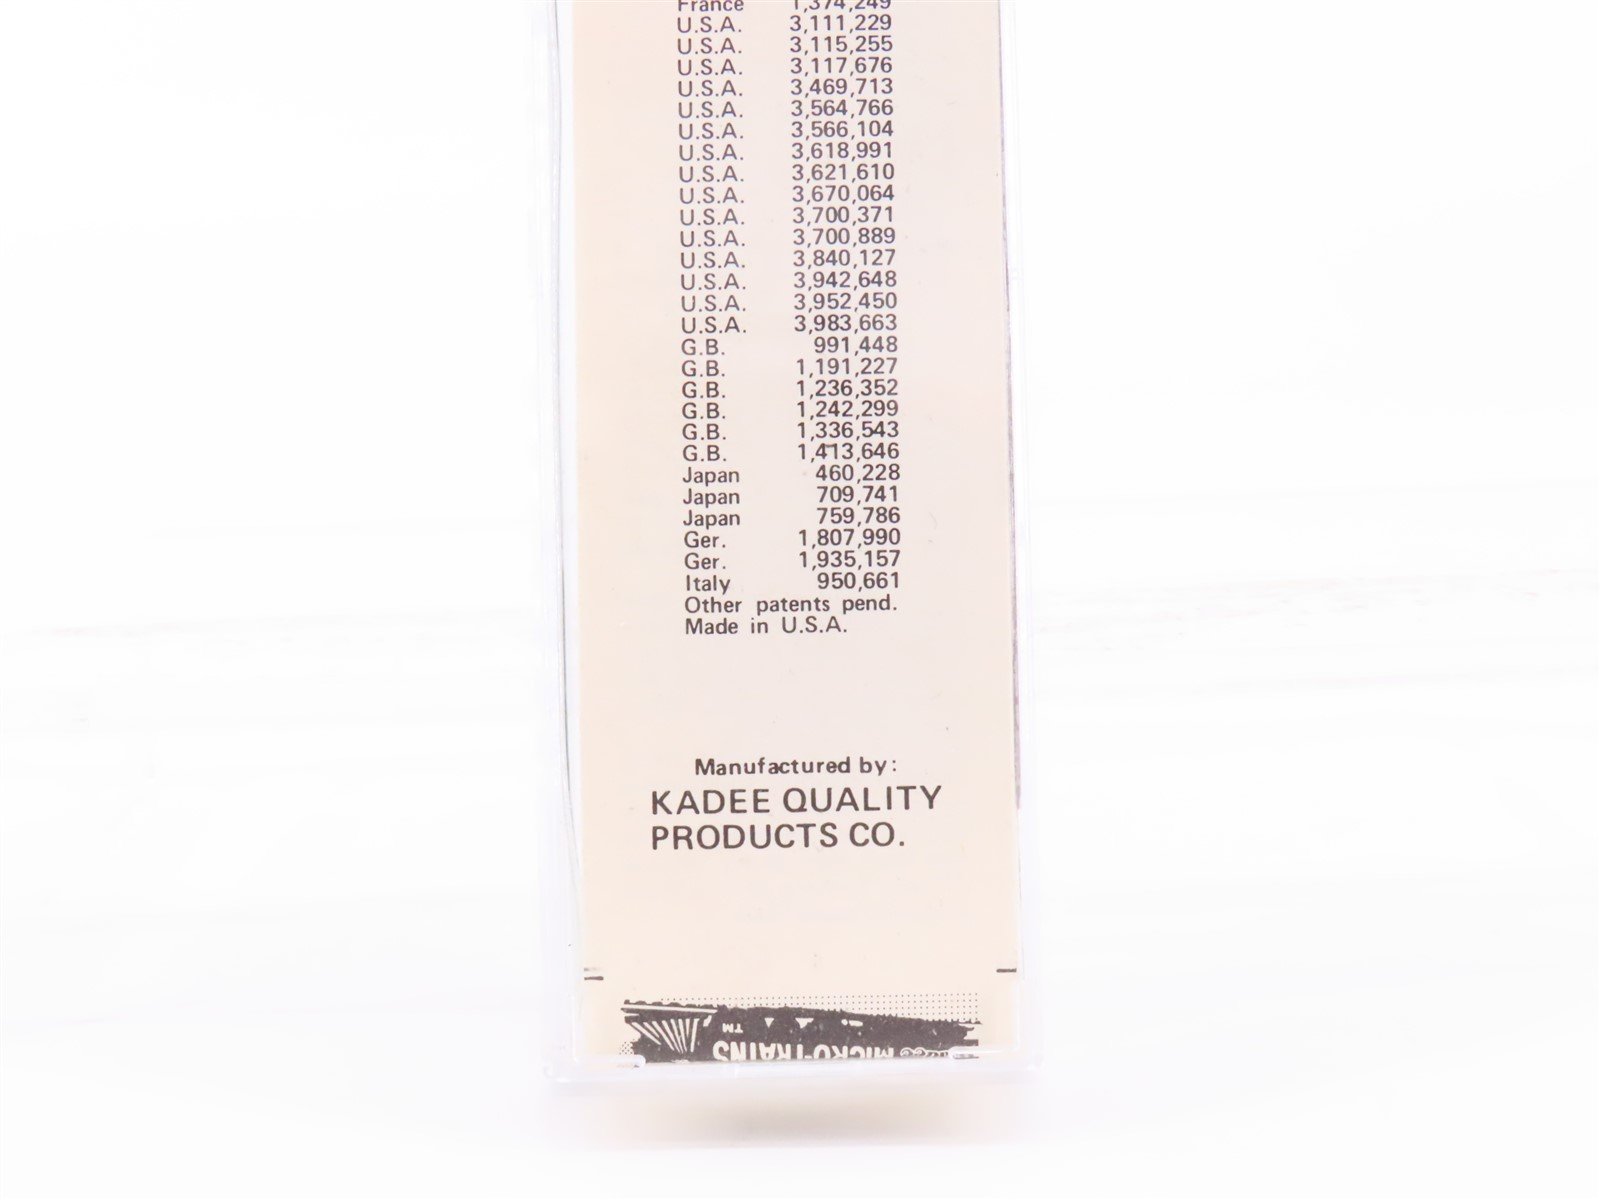 France 1,374,249
U.S.A. 3,111,229
U.S.A. 3,115,255
U.S.A. 3,117,676
U.S.A. 3,469,713
U.S.A. 3,564,766
U.S.A. 3,566,104
U.S.A. 3,618,991
U.S.A. 3,621,610
U.S.A. 3,670,064
U.S.A. 3,700,371
U.S.A. 3,700,889
U.S.A. 3,840,127
U.S.A. 3,942,648
U.S.A. 3,952,450
U.S.A. 3,983,663
G.B. 991,448
G.B. 1,191,227
G.B. 1,236,352
G.B. 1,242,299
G.B. 1,336,543
G.B. 1,413,646
Japan 460,228
Japan 709,741
Japan 759,786
Ger. 1,807,990
Ger. 1,935,157
Italy 950,661
Other patents pend.
Made in U.S.A.
Manufactured by:
KADEE QUALITY
PRODUCTS CO.
MICRO-TRAINS TM